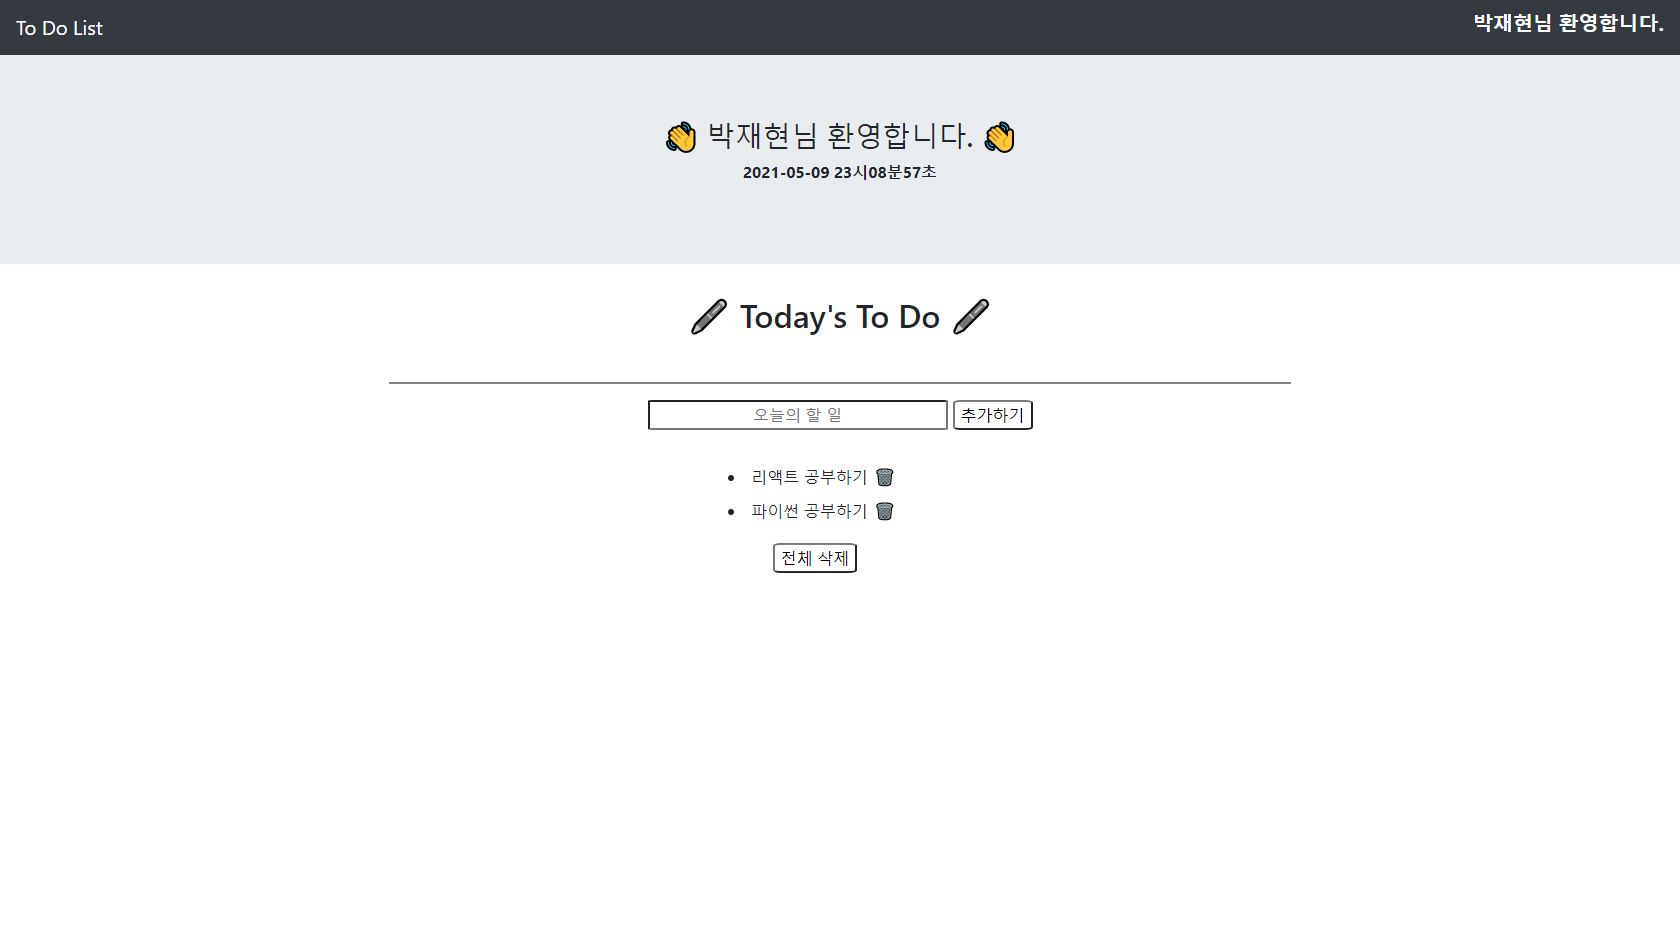 To Do List
박재현님 환영합니다.
👏 박재현님 환영합니다. 👏
2021-05-09 23시08분57초
🖊 Today's To Do 🖊
오늘의 할 일
추가하기
• 리액트 공부하기 🗑
• 파이썬 공부하기 🗑
전체 삭제